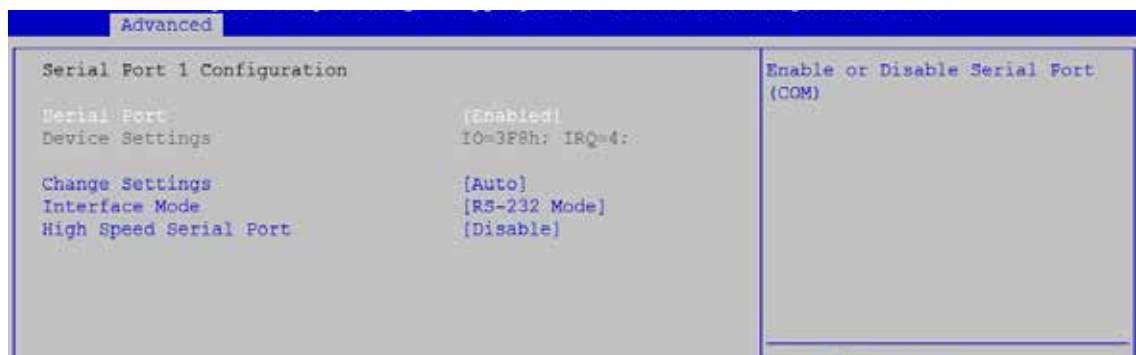 Advanced
Serial Port 1 Configuration
Serial Port [Enabled]
Device Settings IO=3F8h; IRQ=4;
Change Settings [Auto]
Interface Mode [RS-232 Mode]
High Speed Serial Port [Disable]
Enable or Disable Serial Port
(COM)